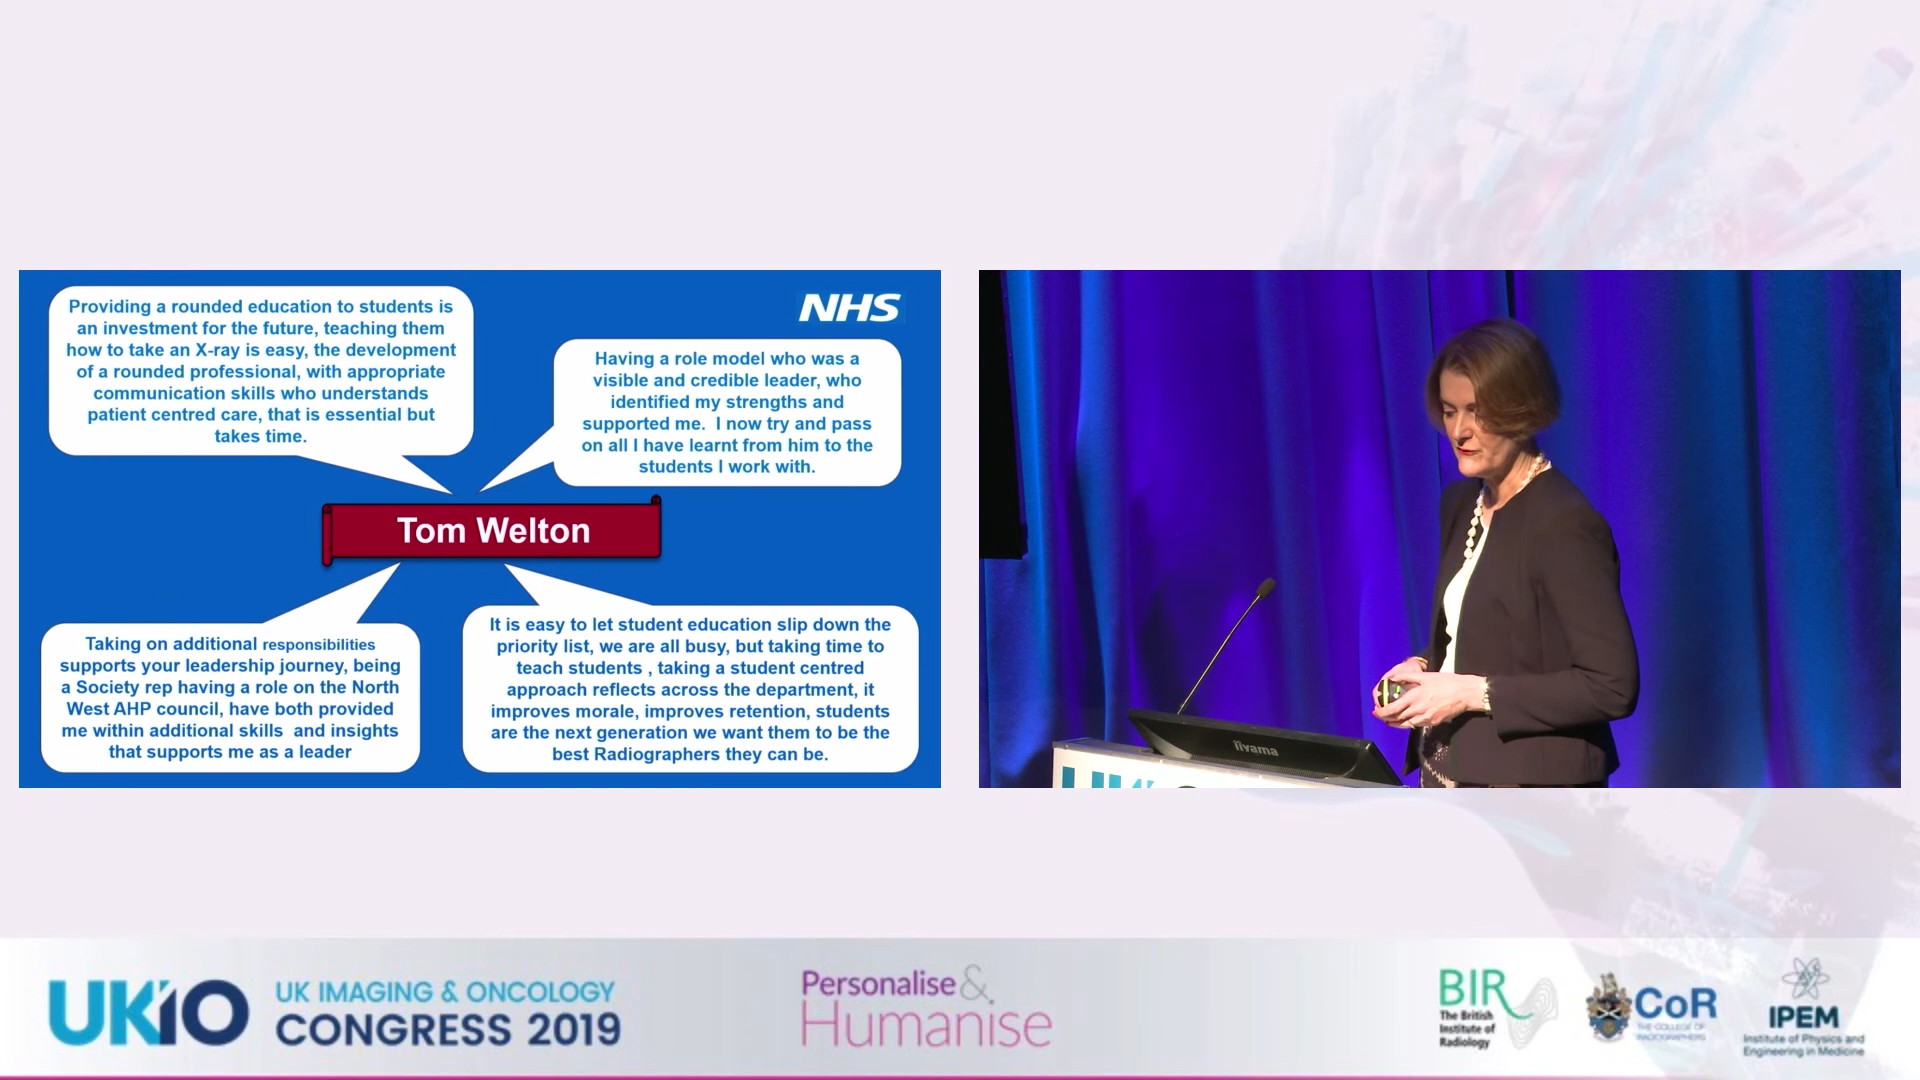 Providing a rounded education to students is
an investment for the future, teaching them
how to take an X-ray is easy, the development
of a rounded professional, with appropriate
communication skills who understands
patient centred care, that is essential but
takes time.
NHS
Having a role model who was a
visible and credible leader, who
identified my strengths and
supported me.  I now try and pass
on all I have learnt from him to the
students I work with.
Tom Welton
Taking on additional responsibilities
supports your leadership journey, being
a Society rep having a role on the North
West AHP council, have both provided
me within additional skills  and insights
that supports me as a leader
It is easy to let student education slip down the
priority list, we are all busy, but taking time to
teach students , taking a student centred
approach reflects across the department, it
improves morale, improves retention, students
are the next generation we want them to be the
best Radiographers they can be.
iiyama
UKiO
UK IMAGING & ONCOLOGY
CONGRESS 2019
Personalise &
Humanise
BIR
The British
Institute of
Radiology
CoR
THE COLLEGE OF
RADIOGRAPHERS
IPEM
Institute of Physics and
Engineering in Medicine